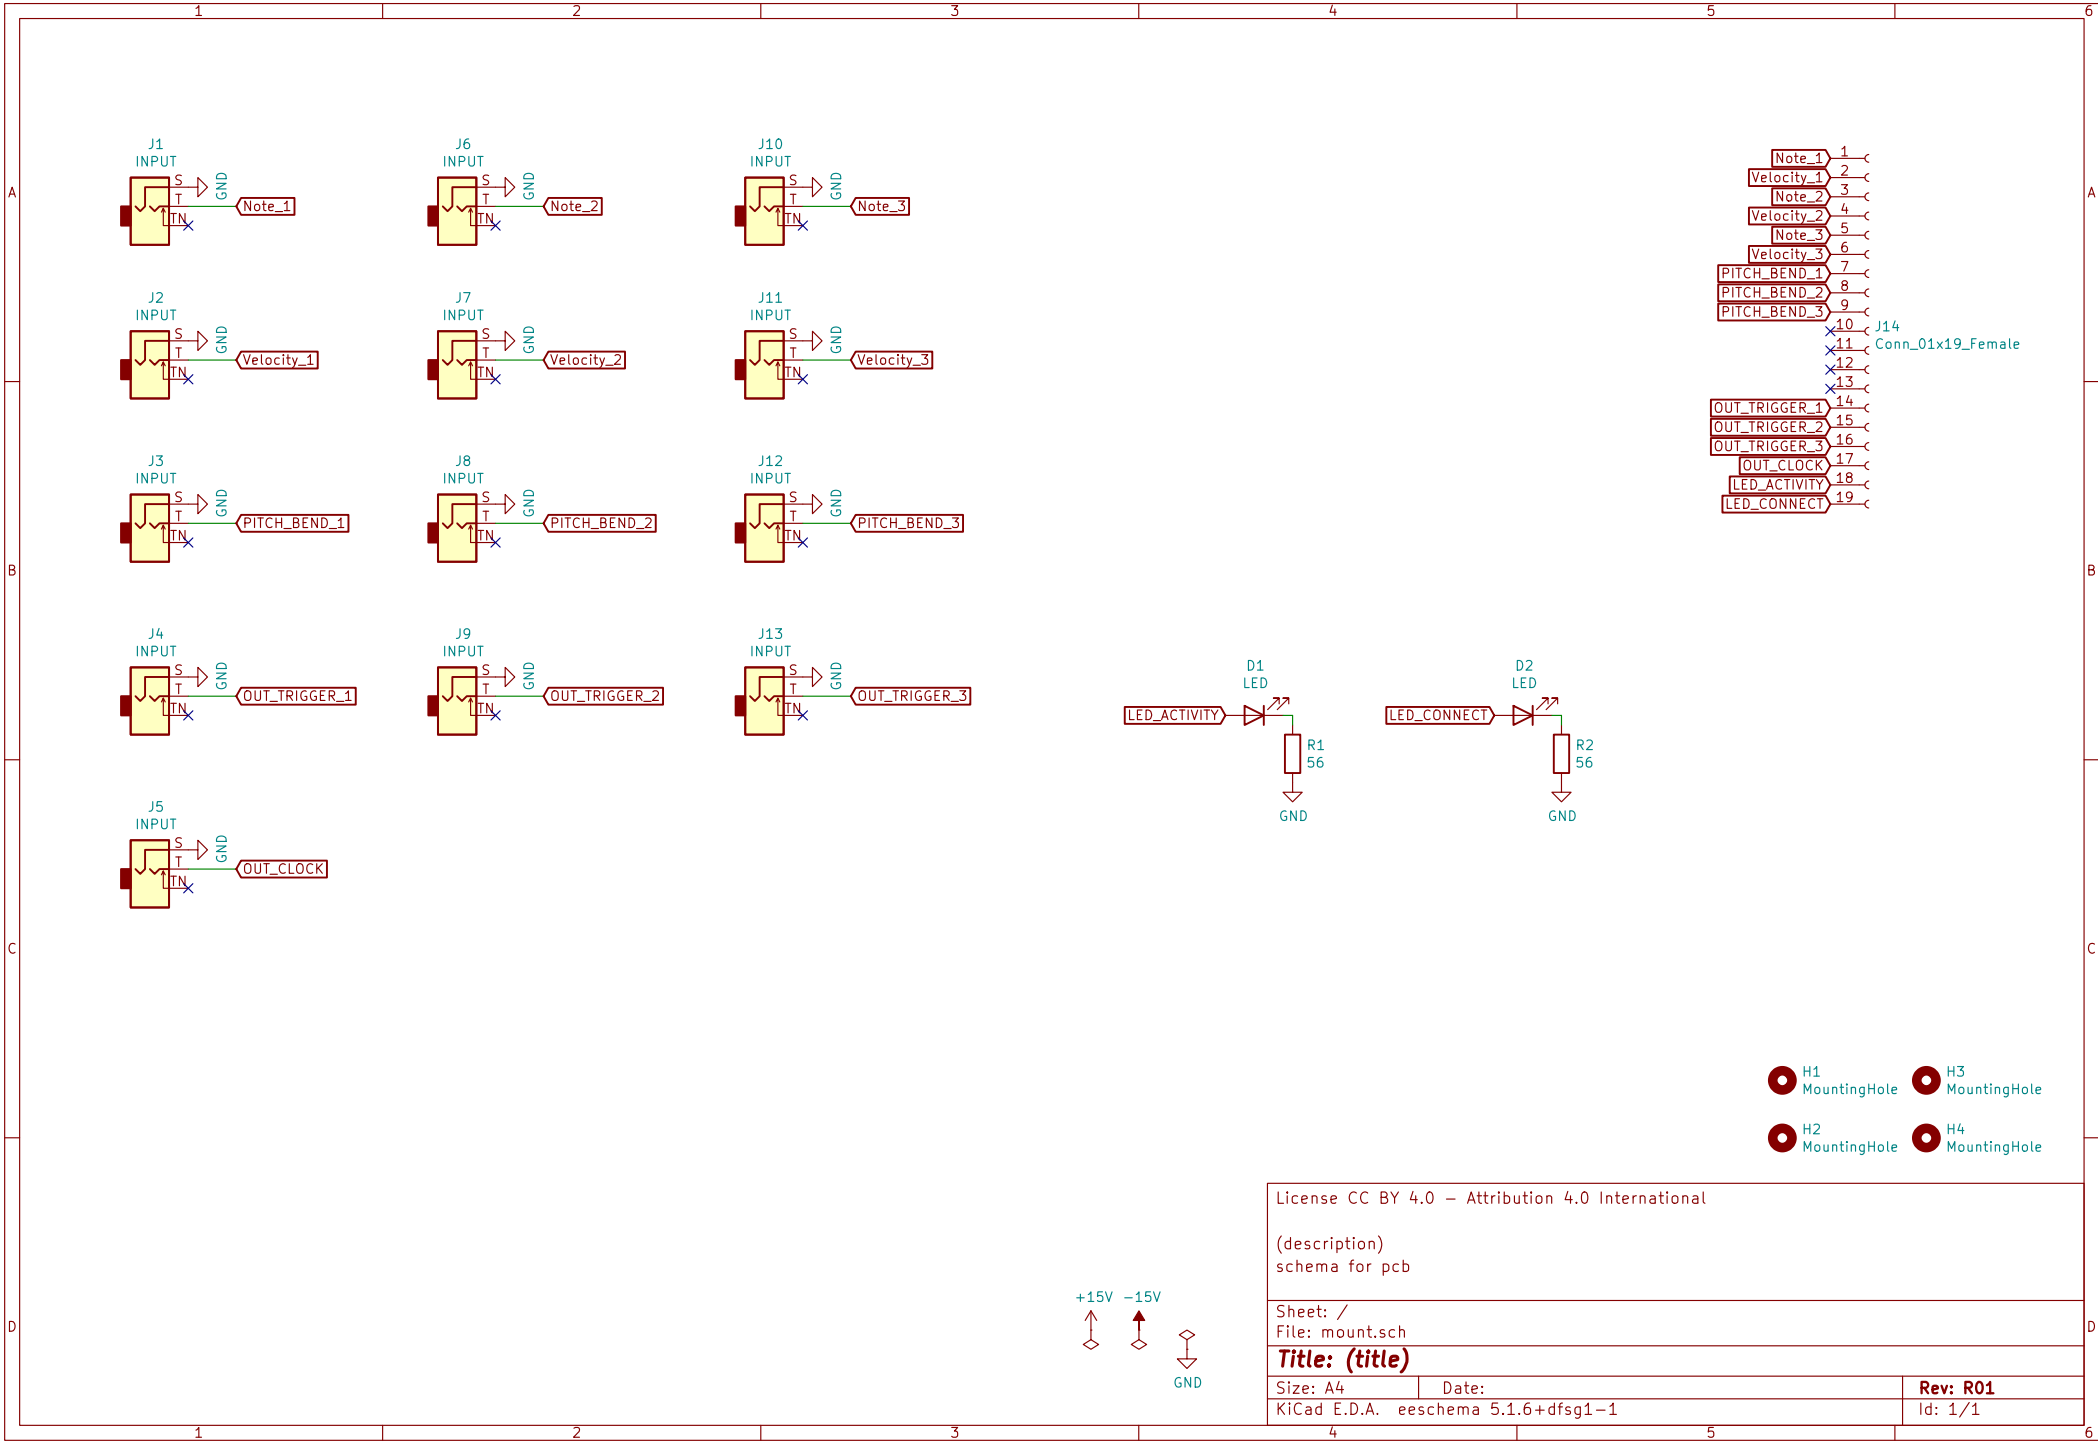 1 2 3 4 5 6
A A
B B
C C
D D
J1
INPUT
S
T
TN
GND
Note_1
J6
INPUT
S
T
TN
GND
Note_2
J10
INPUT
S
T
TN
GND
Note_3
J2
INPUT
S
T
TN
GND
Velocity_1
J7
INPUT
S
T
TN
GND
Velocity_2
J11
INPUT
S
T
TN
GND
Velocity_3
J3
INPUT
S
T
TN
GND
PITCH_BEND_1
J8
INPUT
S
T
TN
GND
PITCH_BEND_2
J12
INPUT
S
T
TN
GND
PITCH_BEND_3
J4
INPUT
S
T
TN
GND
OUT_TRIGGER_1
J9
INPUT
S
T
TN
GND
OUT_TRIGGER_2
J13
INPUT
S
T
TN
GND
OUT_TRIGGER_3
J5
INPUT
S
T
TN
GND
OUT_CLOCK
Note_1 1
Velocity_1 2
Note_2 3
Velocity_2 4
Note_3 5
Velocity_3 6
PITCH_BEND_1 7
PITCH_BEND_2 8
PITCH_BEND_3 9
10
11
12
13
OUT_TRIGGER_1 14
OUT_TRIGGER_2 15
OUT_TRIGGER_3 16
OUT_CLOCK 17
LED_ACTIVITY 18
LED_CONNECT 19
J14
Conn_01x19_Female
D1
LED
LED_ACTIVITY
R1
56
GND
D2
LED
LED_CONNECT
R2
56
GND
H1
MountingHole
H3
MountingHole
H2
MountingHole
H4
MountingHole
+15V -15V
GND
License CC BY 4.0 - Attribution 4.0 International
(description)
schema for pcb
Sheet: /
File: mount.sch
Title: (title)
Size: A4 Date: Rev: R01
KiCad E.D.A. eeschema 5.1.6+dfsg1-1 Id: 1/1
1 2 3 4 5 6